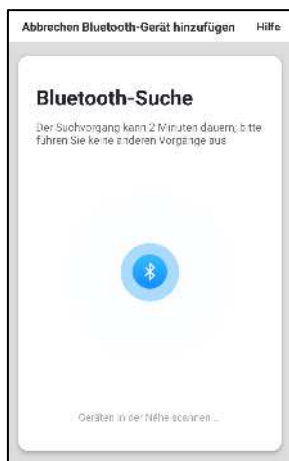 Abbrechen Bluetooth-Gerät hinzufügen Hilfe
Bluetooth-Suche
Der Suchvorgang kann 2 Minuten dauern; bitte
führen Sie keine anderen Vorgänge aus
Geräten in der Nähe scannen ...